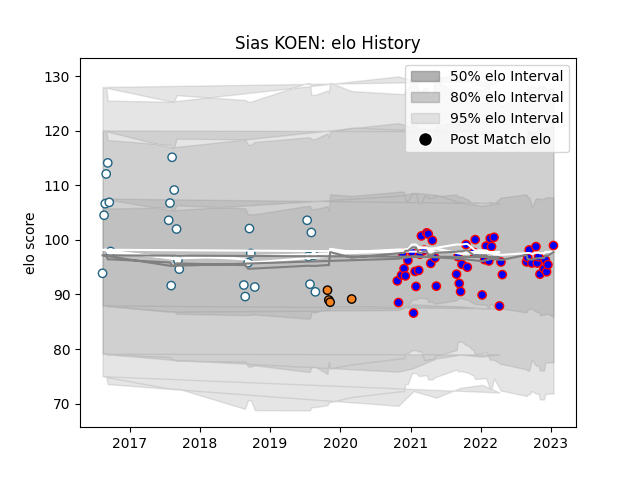 Sias KOEN: elo History
50% elo Interval
80% elo Interval
95% elo Interval
Post Match elo
elo score
130
120
110
100
90
80
70
2017 2018 2019 2020 2021 2022 2023